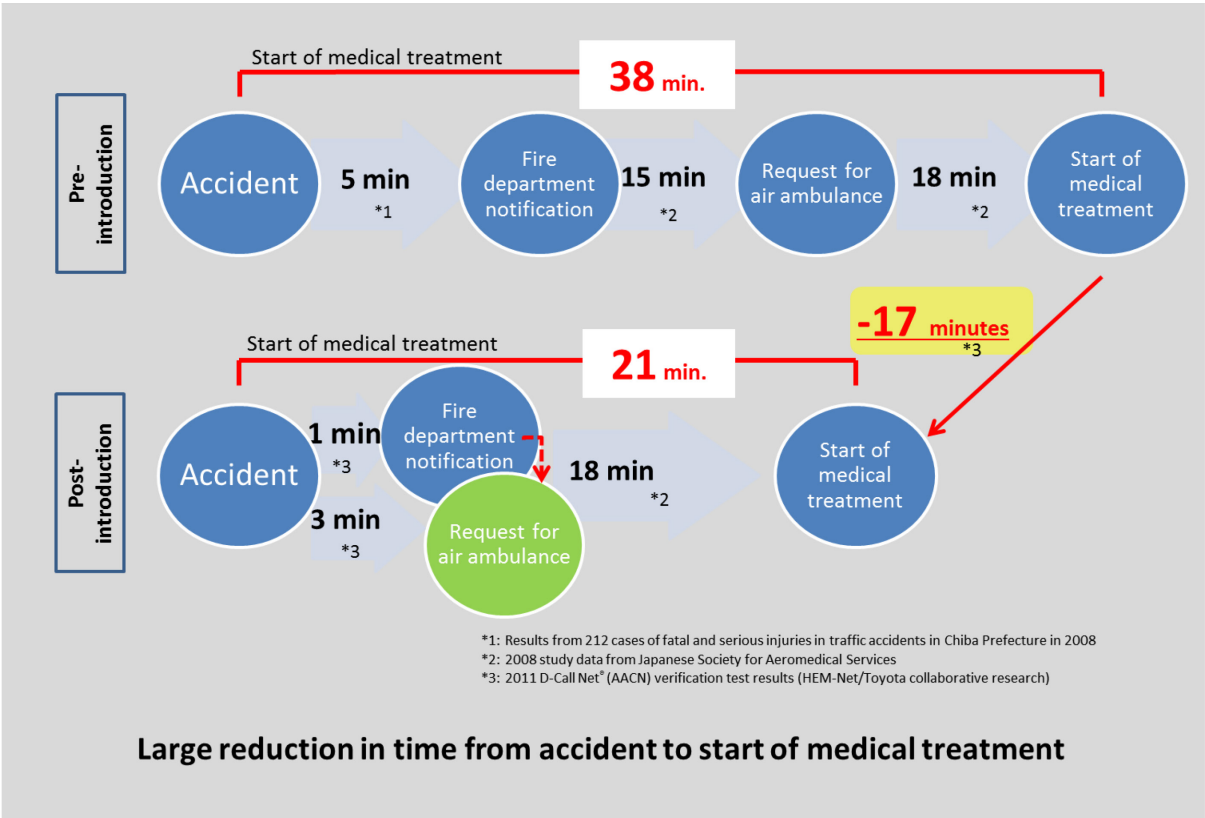 Start of medical treatment
38 min.
Pre-
introduction
Accident
5 min
*1
Fire
department
notification
15 min
*2
Request for
air ambulance
18 min
*2
Start of
medical
treatment
-17 minutes
*3
Start of medical treatment
21 min.
Post-
introduction
Accident
1 min
*3
3 min
*3
Fire
department
notification
Request for
air ambulance
18 min
*2
Start of
medical
treatment
*1: Results from 212 cases of fatal and serious injuries in traffic accidents in Chiba Prefecture in 2008
*2: 2008 study data from Japanese Society for Aeromedical Services
*3: 2011 D-Call Net® (AACN) verification test results (HEM-Net/Toyota collaborative research)
Large reduction in time from accident to start of medical treatment